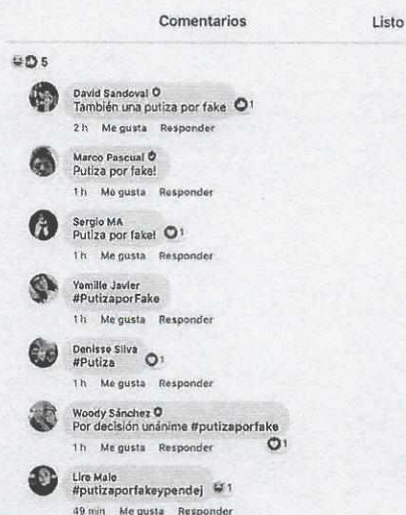 Comentarios
Listo
5
David Sandoval
También una putiza por fake 1
2 h Me gusta Responder
Marco Pascual
Putiza por fake!
1 h Me gusta Responder
Sergio MA
Putiza por fake! 1
1 h Me gusta Responder
Yamille Javier
#PutizaporFake
1 h Me gusta Responder
Denisse Silva
#Putiza 1
1 h Me gusta Responder
Woody Sánchez
Por decisión unánime #putizaporfake
1 h Me gusta Responder 1
Lire Male
#putizaporfakeypendej 1
49 min Me gusta Responder